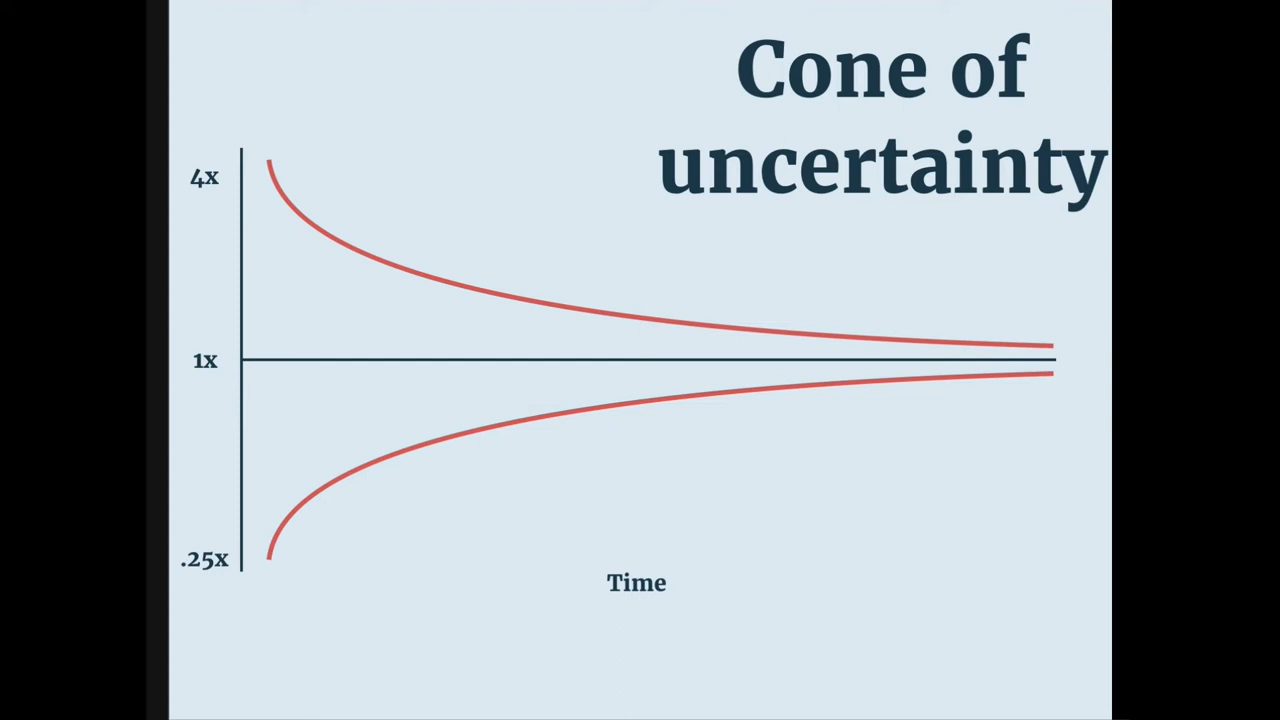 Cone of
uncertainty
4x
1x
.25x
Time